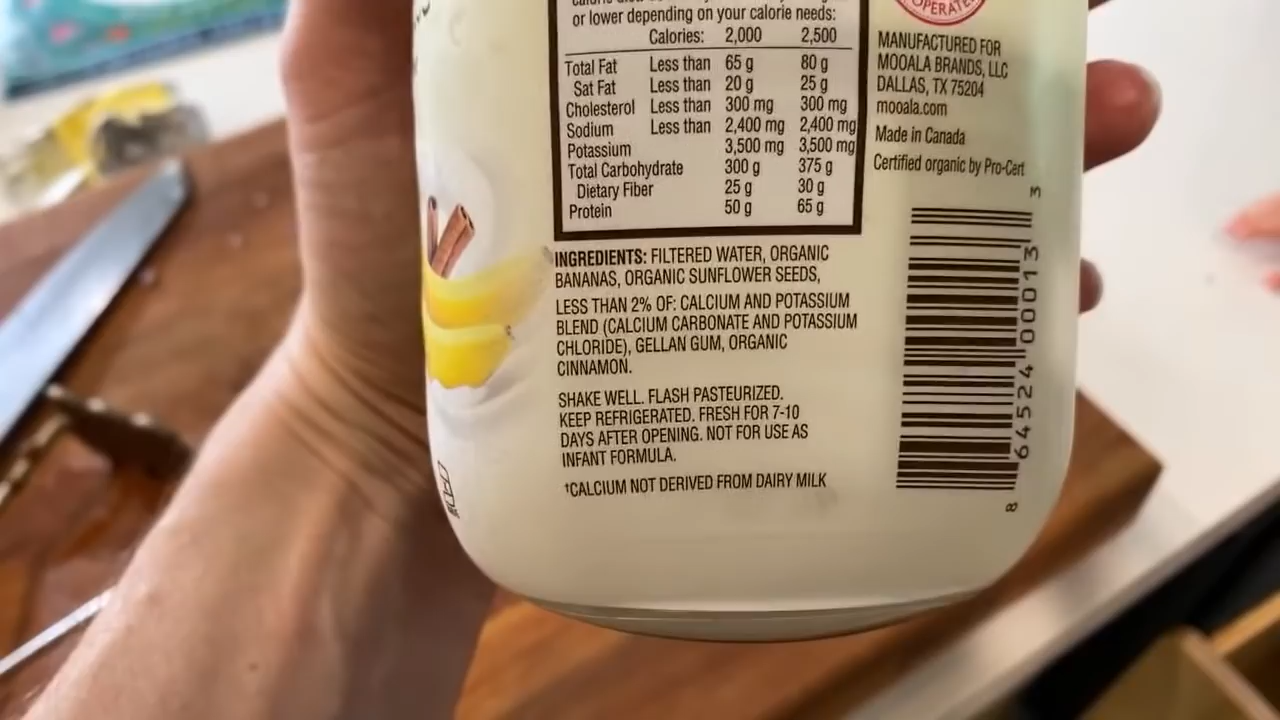 or lower depending on your calorie needs:
Calories: 2,000 2,500
Total Fat Less than 65 g 80 g
Sat Fat Less than 20 g 25 g
Cholesterol Less than 300 mg 300 mg
Sodium Less than 2,400 mg 2,400 mg
Potassium 3,500 mg 3,500 mg
Total Carbohydrate 300 g 375 g
Dietary Fiber 25 g 30 g
Protein 50 g 65 g
INGREDIENTS: FILTERED WATER, ORGANIC
BANANAS, ORGANIC SUNFLOWER SEEDS,
LESS THAN 2% OF: CALCIUM AND POTASSIUM
BLEND (CALCIUM CARBONATE AND POTASSIUM
CHLORIDE), GELLAN GUM, ORGANIC
CINNAMON.
SHAKE WELL. FLASH PASTEURIZED.
KEEP REFRIGERATED. FRESH FOR 7-10
DAYS AFTER OPENING. NOT FOR USE AS
INFANT FORMULA.
†CALCIUM NOT DERIVED FROM DAIRY MILK
OPERATED
MANUFACTURED FOR
MOOALA BRANDS, LLC
DALLAS, TX 75204
mooala.com
Made in Canada
Certified organic by Pro-Cert
8 64524 00013 3